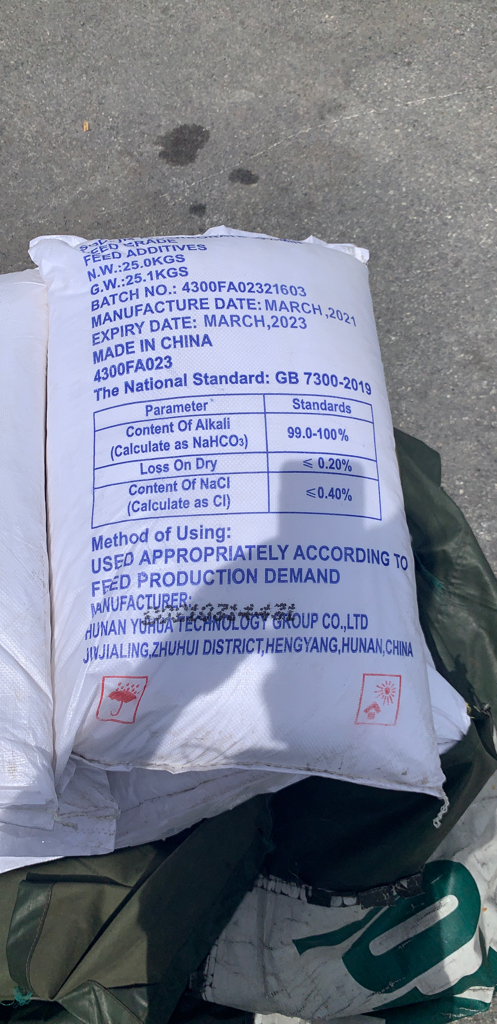 FEED GRADE
FEED ADDITIVES
N.W.:25.0KGS
G.W.:25.1KGS
BATCH NO.: 4300FA02321603
MANUFACTURE DATE: MARCH ,2021
EXPIRY DATE: MARCH,2023
MADE IN CHINA
4300FA023
The National Standard: GB 7300-2019
Parameter Standards
Content Of Alkali (Calculate as NaHCO₃) 99.0-100%
Loss On Dry ≤ 0.20%
Content Of NaCl (Calculate as Cl) ≤0.40%
Method of Using:
USED APPROPRIATELY ACCORDING TO
FEED PRODUCTION DEMAND
MANUFACTURER:
HUNAN YUHUA TECHNOLOGY GROUP CO.,LTD
JINJIALING,ZHUHUI DISTRICT,HENGYANG,HUNAN,CHINA